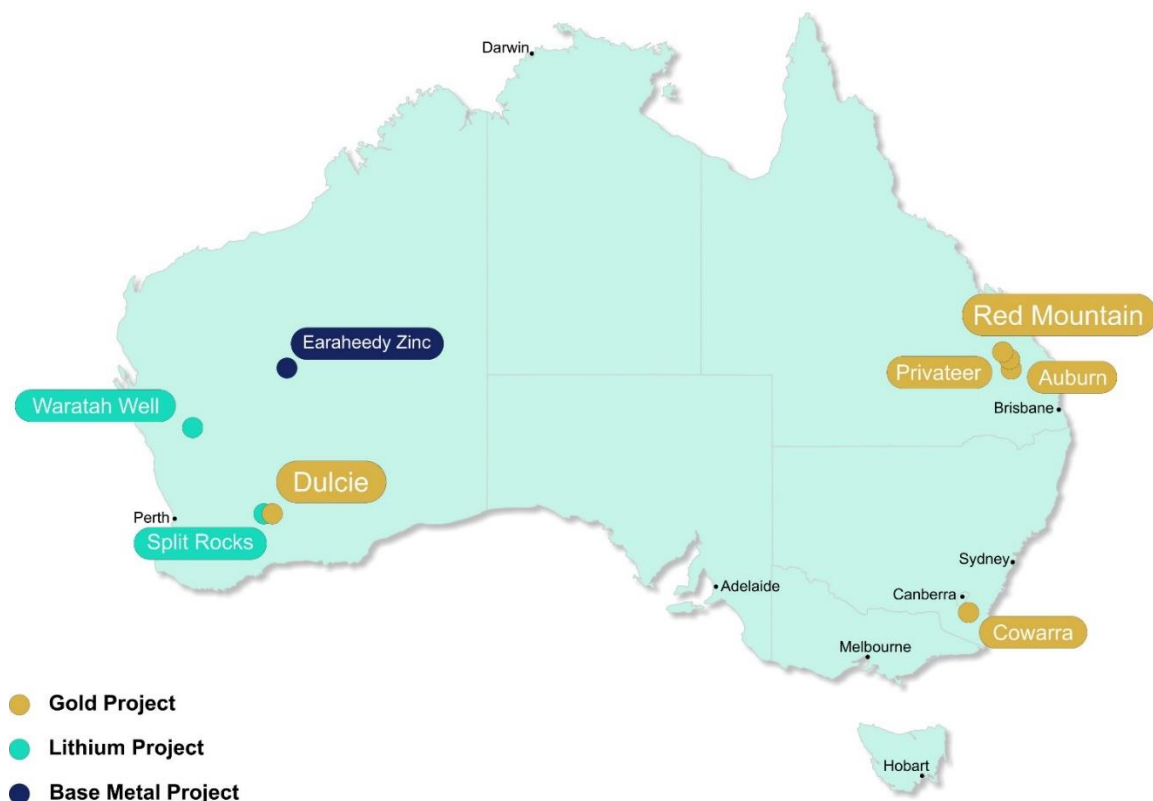 Darwin
Red Mountain
Earaheedy Zinc
Privateer
Auburn
Waratah Well
Brisbane
Dulcie
Perth
Split Rocks
Sydney
Adelaide
Canberra
Cowarra
Melbourne
Gold Project
Lithium Project
Hobart
Base Metal Project